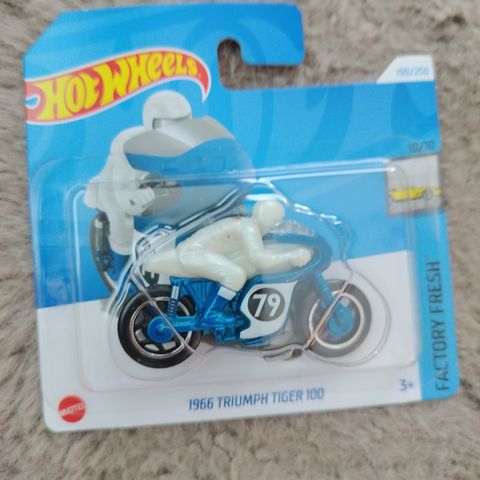 HOT WHEELS
190/250
10/10
79
FACTORY FRESH
1966 TRIUMPH TIGER 100
MATTEL
3+